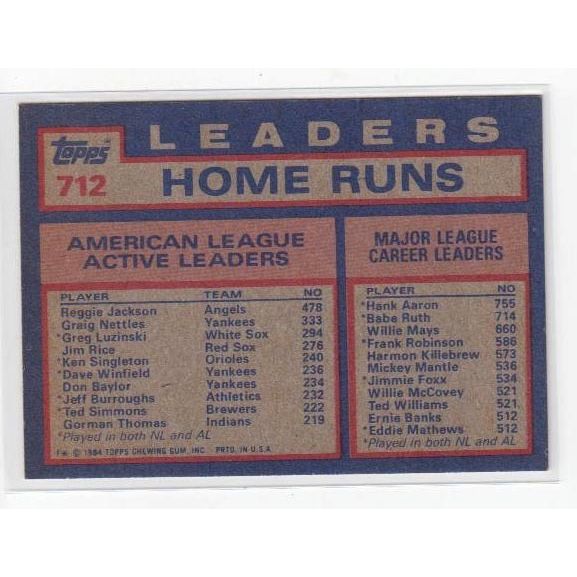 LEADERS
topps
712
HOME RUNS
AMERICAN LEAGUE
ACTIVE LEADERS
PLAYER TEAM NO
Reggie Jackson Angels 478
Graig Nettles Yankees 333
*Greg Luzinski White Sox 294
Jim Rice Red Sox 276
*Ken Singleton Orioles 240
*Dave Winfield Yankees 236
Don Baylor Yankees 234
*Jeff Burroughs Athletics 232
*Ted Simmons Brewers 222
Gorman Thomas Indians 219
*Played in both NL and AL
MAJOR LEAGUE
CAREER LEADERS
PLAYER NO
*Hank Aaron 755
*Babe Ruth 714
Willie Mays 660
*Frank Robinson 586
Harmon Killebrew 573
Mickey Mantle 536
*Jimmie Foxx 534
Willie McCovey 521
Ted Williams 521
Ernie Banks 512
*Eddie Mathews 512
*Played in both NL and AL
© 1984 TOPPS CHEWING GUM, INC. PRTD. IN U.S.A.